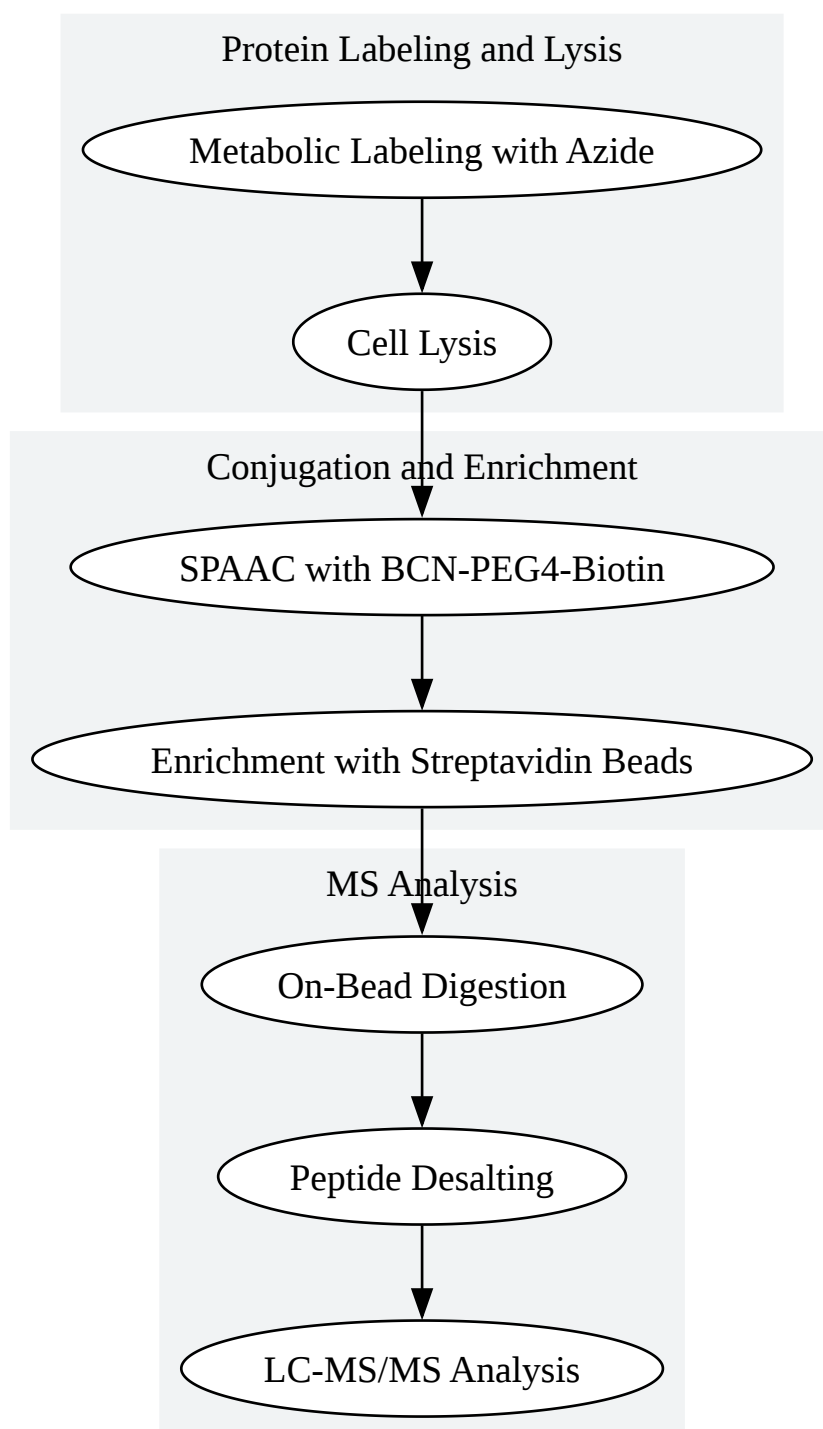 Protein Labeling and Lysis
Metabolic Labeling with Azide
Cell Lysis
Conjugation and Enrichment
SPAAC with BCN-PEG4-Biotin
Enrichment with Streptavidin Beads
MS Analysis
On-Bead Digestion
Peptide Desalting
LC-MS/MS Analysis